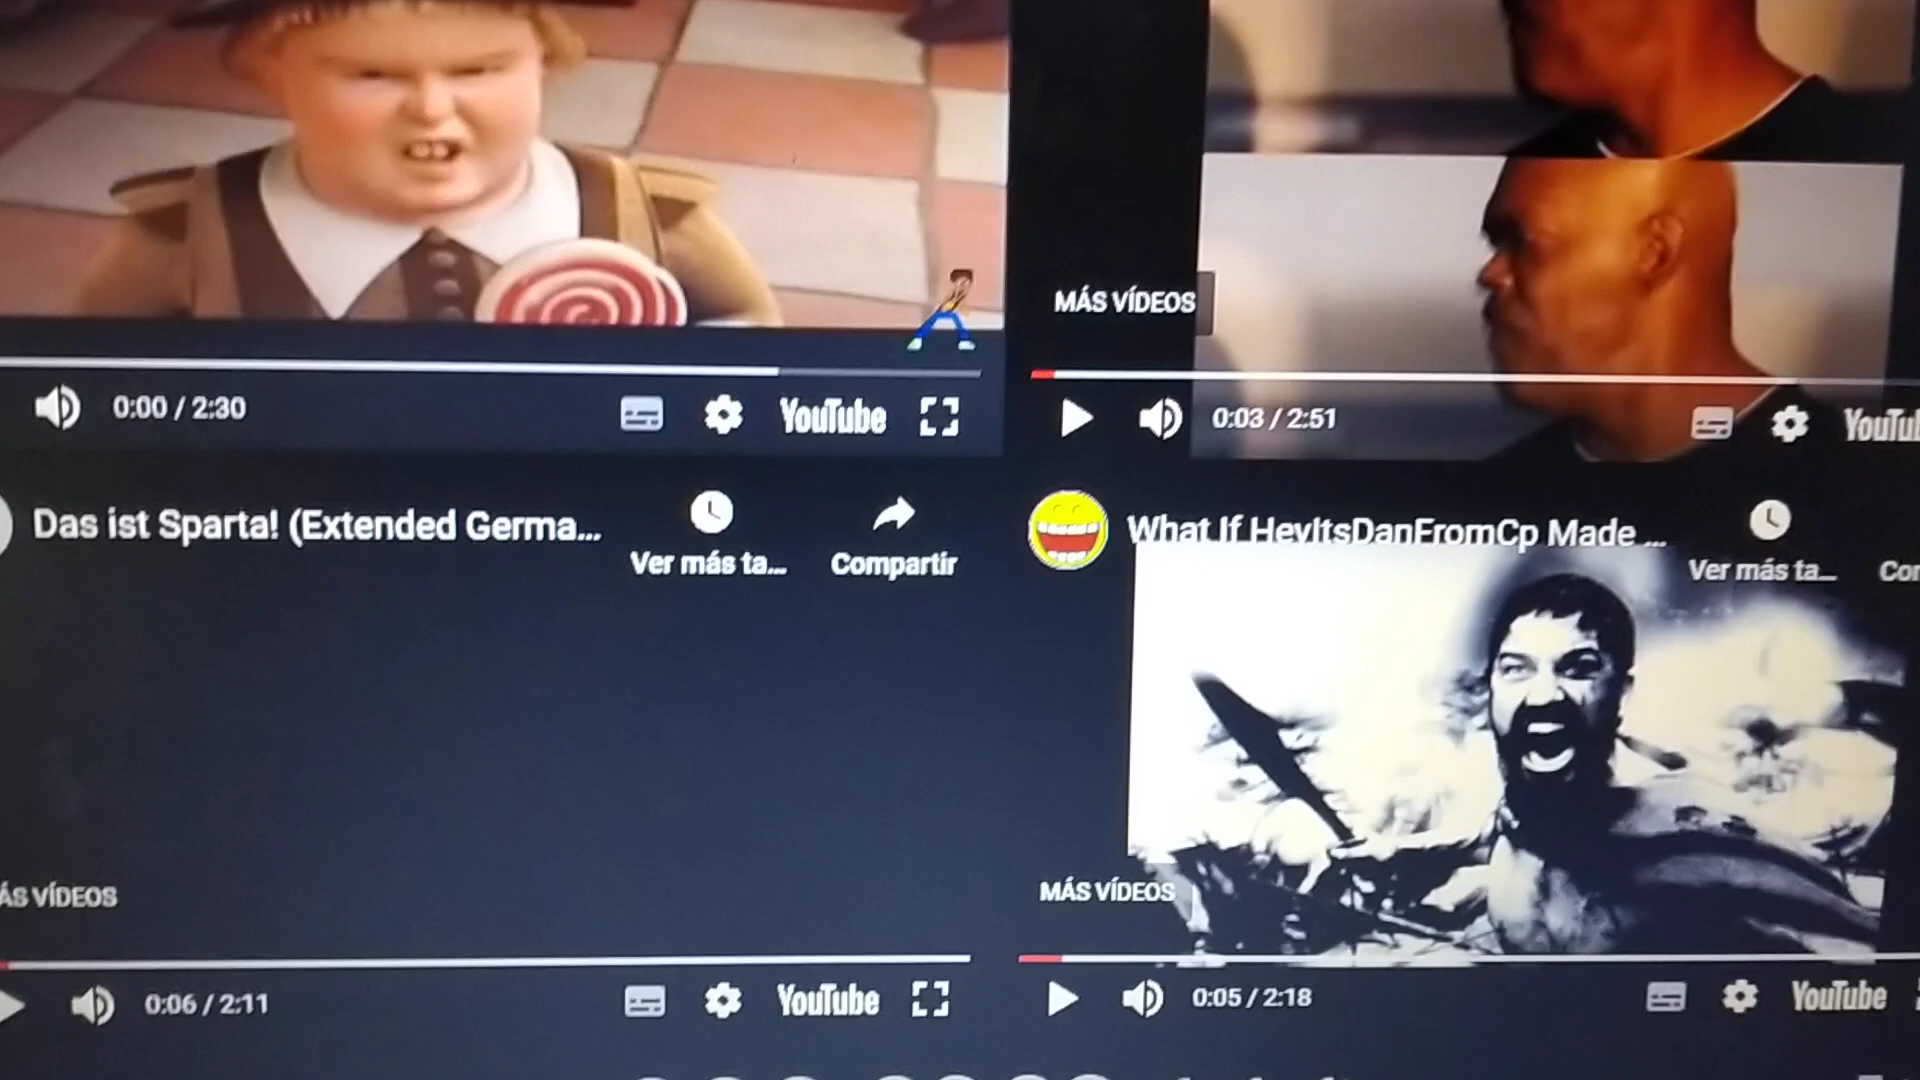 MÁS VÍDEOS
0:00 / 2:30
YouTube
0:03 / 2:51
YouTu
Das ist Sparta! (Extended Germa...
Ver más ta...
Compartir
What If HeyItsDanFromCp Made ...
Ver más ta...
Cor
ÁS VÍDEOS
MÁS VÍDEOS
0:06 / 2:11
YouTube
0:05 / 2:18
YouTube